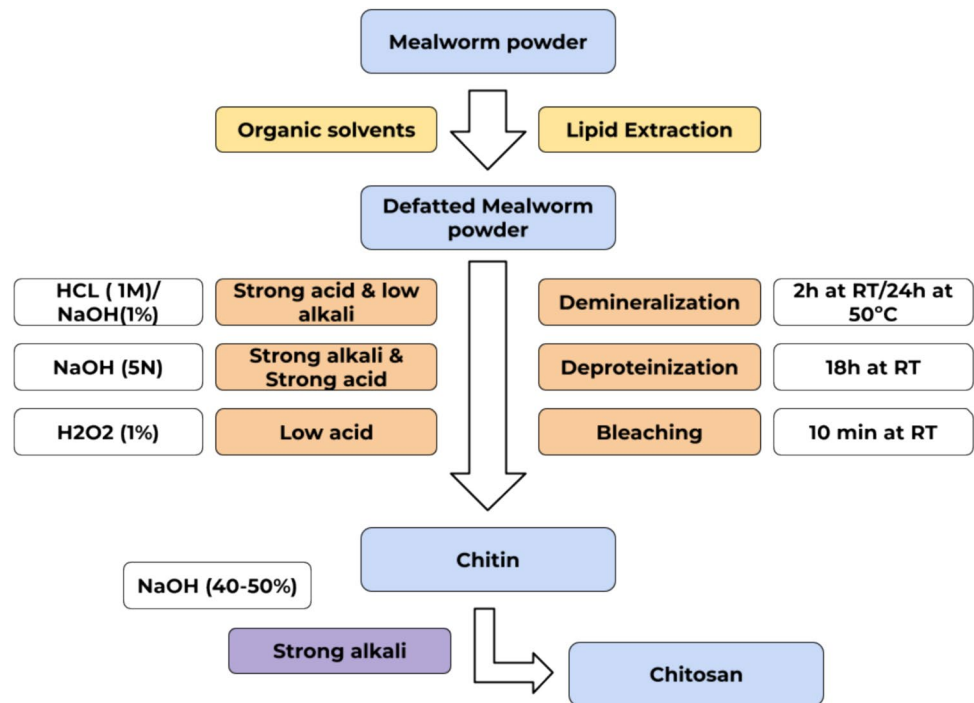 Mealworm powder
Organic solvents
Lipid Extraction
Defatted Mealworm
powder
HCL ( 1M)/
NaOH(1%)
Strong acid & low
alkali
Demineralization
2h at RT/24h at
50ºC
NaOH (5N)
Strong alkali &
Strong acid
Deproteinization
18h at RT
H2O2 (1%)
Low acid
Bleaching
10 min at RT
Chitin
NaOH (40-50%)
Strong alkali
Chitosan